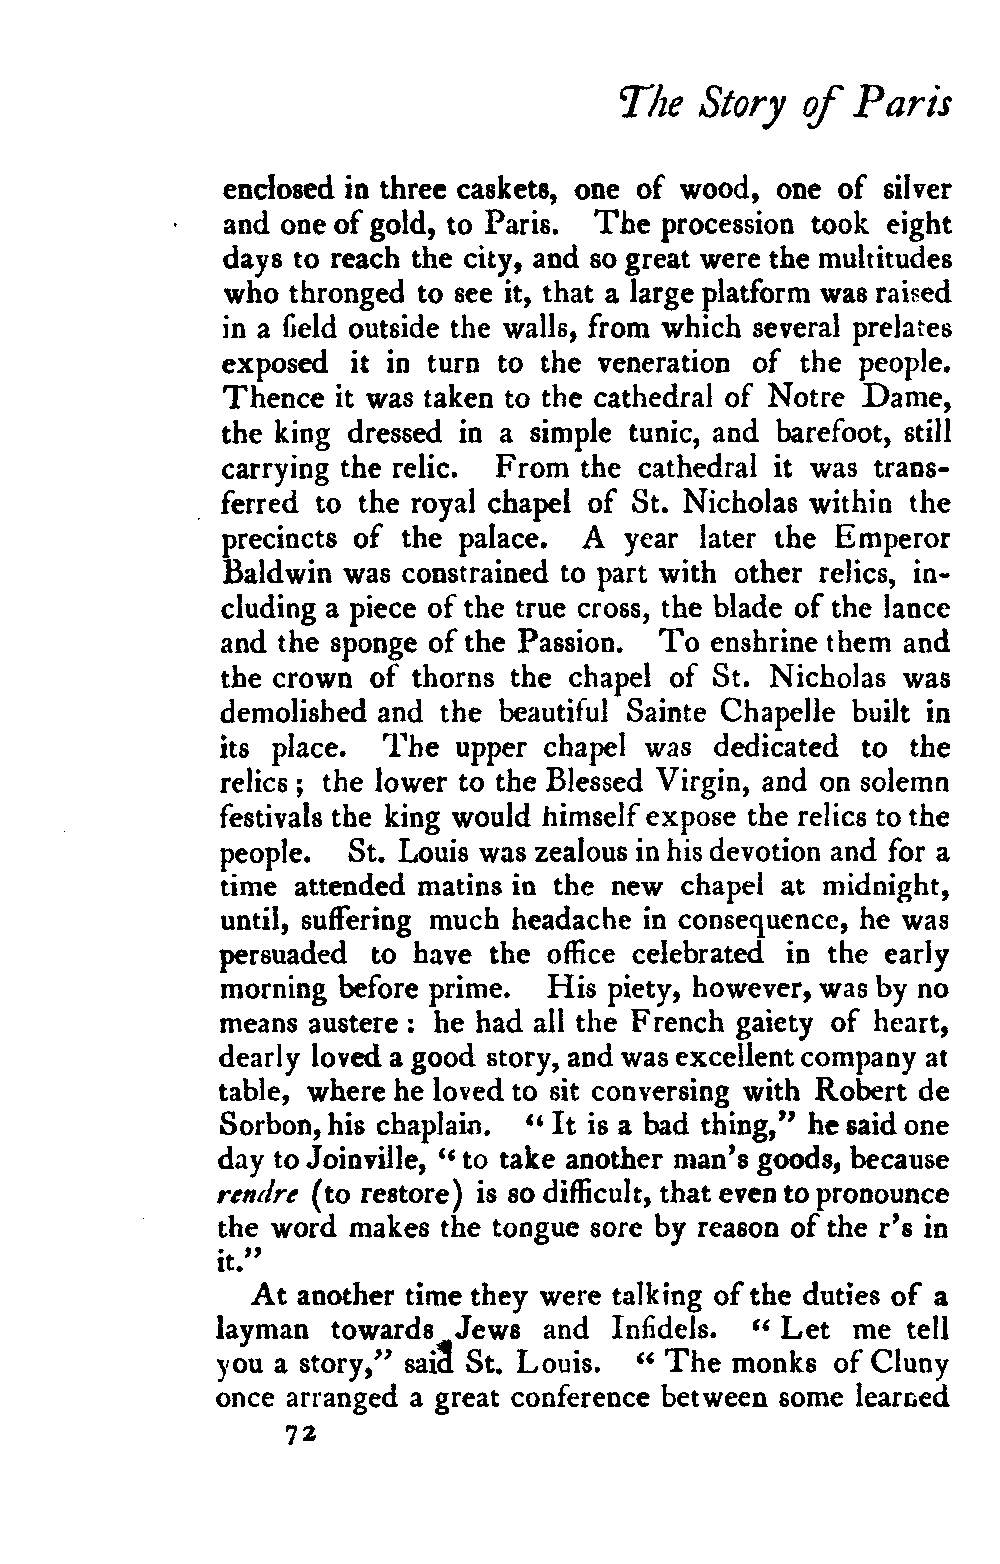 The Story of Paris
enclosed in three caskets, one of wood, one of silver
and one of gold, to Paris. The procession took eight
days to reach the city, and so great were the multitudes
who thronged to see it, that a large platform was raised
in a field outside the walls, from which several prelates
exposed it in turn to the veneration of the people.
Thence it was taken to the cathedral of Notre Dame,
the king dressed in a simple tunic, and barefoot, still
carrying the relic. From the cathedral it was trans-
ferred to the royal chapel of St. Nicholas within the
precincts of the palace. A year later the Emperor
Baldwin was constrained to part with other relics, in-
cluding a piece of the true cross, the blade of the lance
and the sponge of the Passion. To enshrine them and
the crown of thorns the chapel of St. Nicholas was
demolished and the beautiful Sainte Chapelle built in
its place. The upper chapel was dedicated to the
relics ; the lower to the Blessed Virgin, and on solemn
festivals the king would himself expose the relics to the
people. St. Louis was zealous in his devotion and for a
time attended matins in the new chapel at midnight,
until, suffering much headache in consequence, he was
persuaded to have the office celebrated in the early
morning before prime. His piety, however, was by no
means austere : he had all the French gaiety of heart,
dearly loved a good story, and was excellent company at
table, where he loved to sit conversing with Robert de
Sorbon, his chaplain. “ It is a bad thing,” he said one
day to Joinville, “ to take another man’s goods, because
rendre (to restore) is so difficult, that even to pronounce
the word makes the tongue sore by reason of the r’s in
it.”
At another time they were talking of the duties of a
layman towards Jews and Infidels. “ Let me tell
you a story,” said St. Louis. “ The monks of Cluny
once arranged a great conference between some learned
72